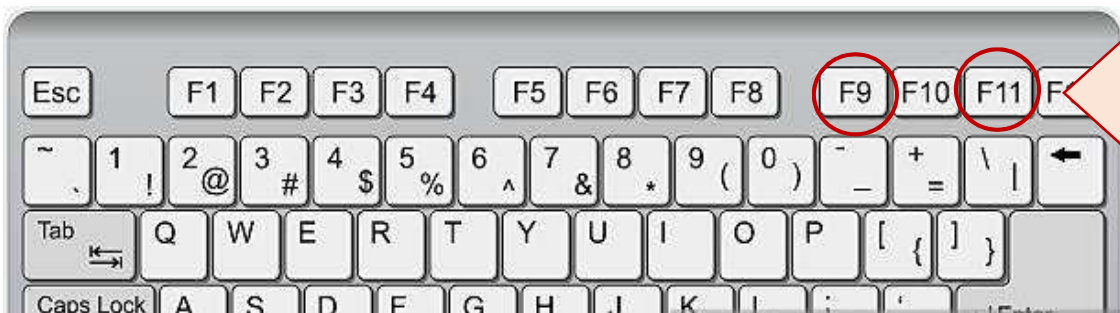 Esc F1 F2 F3 F4 F5 F6 F7 F8 F9 F10 F11
~ ` 1 ! 2 @ 3 # 4 $ 5 % 6 ^ 7 & 8 * 9 ( 0 ) - _ + = \ |
Tab Q W E R T Y U I O P [ { ] }
Caps Lock A S D F G H J K L ; '